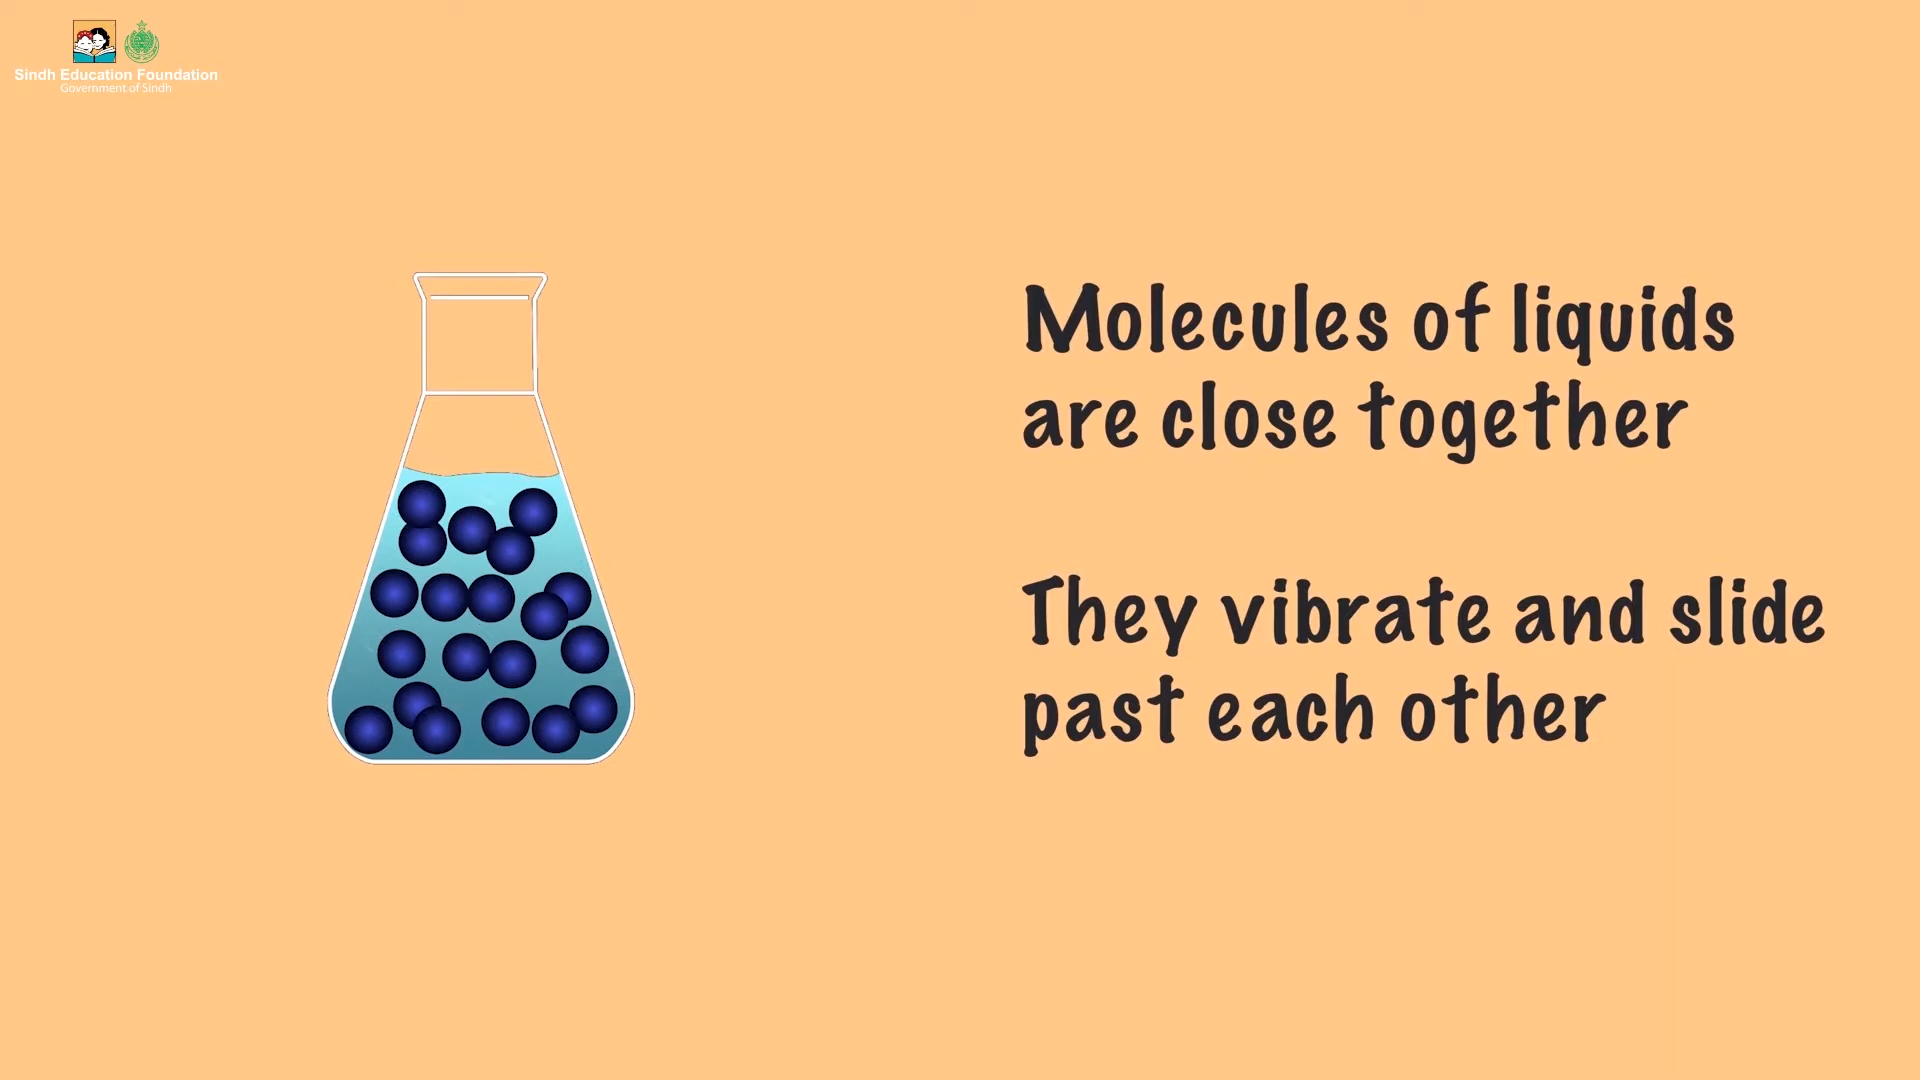 Sindh Education Foundation
Government of Sindh
Molecules of liquids
are close together
They vibrate and slide
past each other